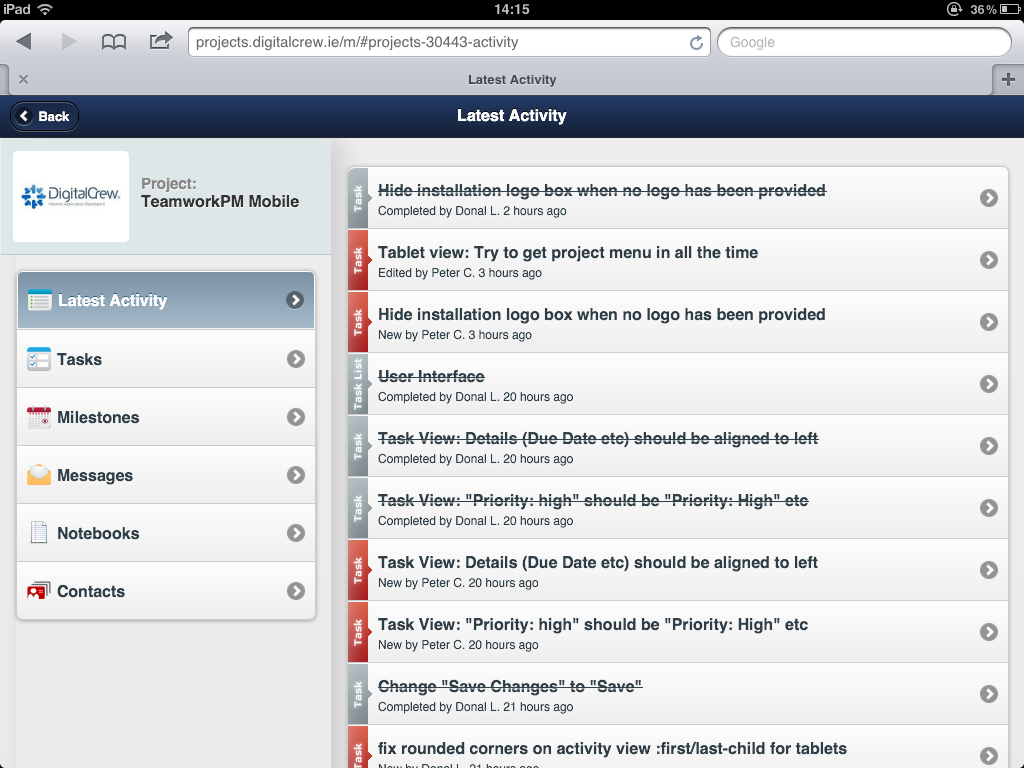 iPad 14:15 36%
projects.digitalcrew.ie/m/#projects-30443-activity Google
Latest Activity
Back Latest Activity
DigitalCrew.
Internet Application Developers
Project:
TeamworkPM Mobile
Latest Activity
Tasks
Milestones
Messages
Notebooks
Contacts
Task
Hide installation logo box when no logo has been provided
Completed by Donal L. 2 hours ago
Task
Tablet view: Try to get project menu in all the time
Edited by Peter C. 3 hours ago
Task
Hide installation logo box when no logo has been provided
New by Peter C. 3 hours ago
Task List
User Interface
Completed by Donal L. 20 hours ago
Task
Task View: Details (Due Date etc) should be aligned to left
Completed by Donal L. 20 hours ago
Task
Task View: "Priority: high" should be "Priority: High" etc
Completed by Donal L. 20 hours ago
Task
Task View: Details (Due Date etc) should be aligned to left
New by Peter C. 20 hours ago
Task
Task View: "Priority: high" should be "Priority: High" etc
New by Peter C. 20 hours ago
Task
Change "Save Changes" to "Save"
Completed by Donal L. 21 hours ago
Task
fix rounded corners on activity view :first/last-child for tablets
New by Donal L. 21 hours ago